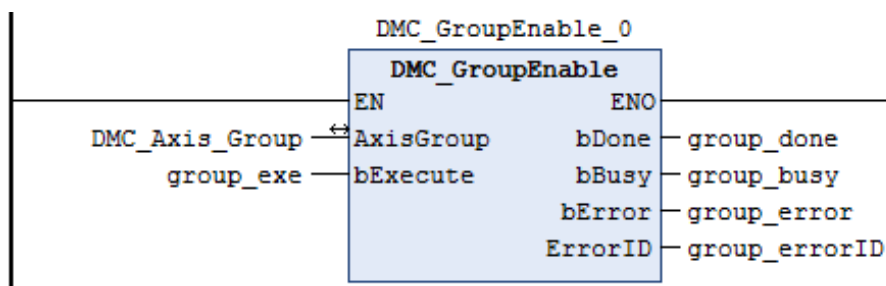 DMC_GroupEnable_0
DMC_GroupEnable
EN ENO
DMC_Axis_Group AxisGroup bDone group_done
group_exe bExecute bBusy group_busy
bError group_error
ErrorID group_errorID